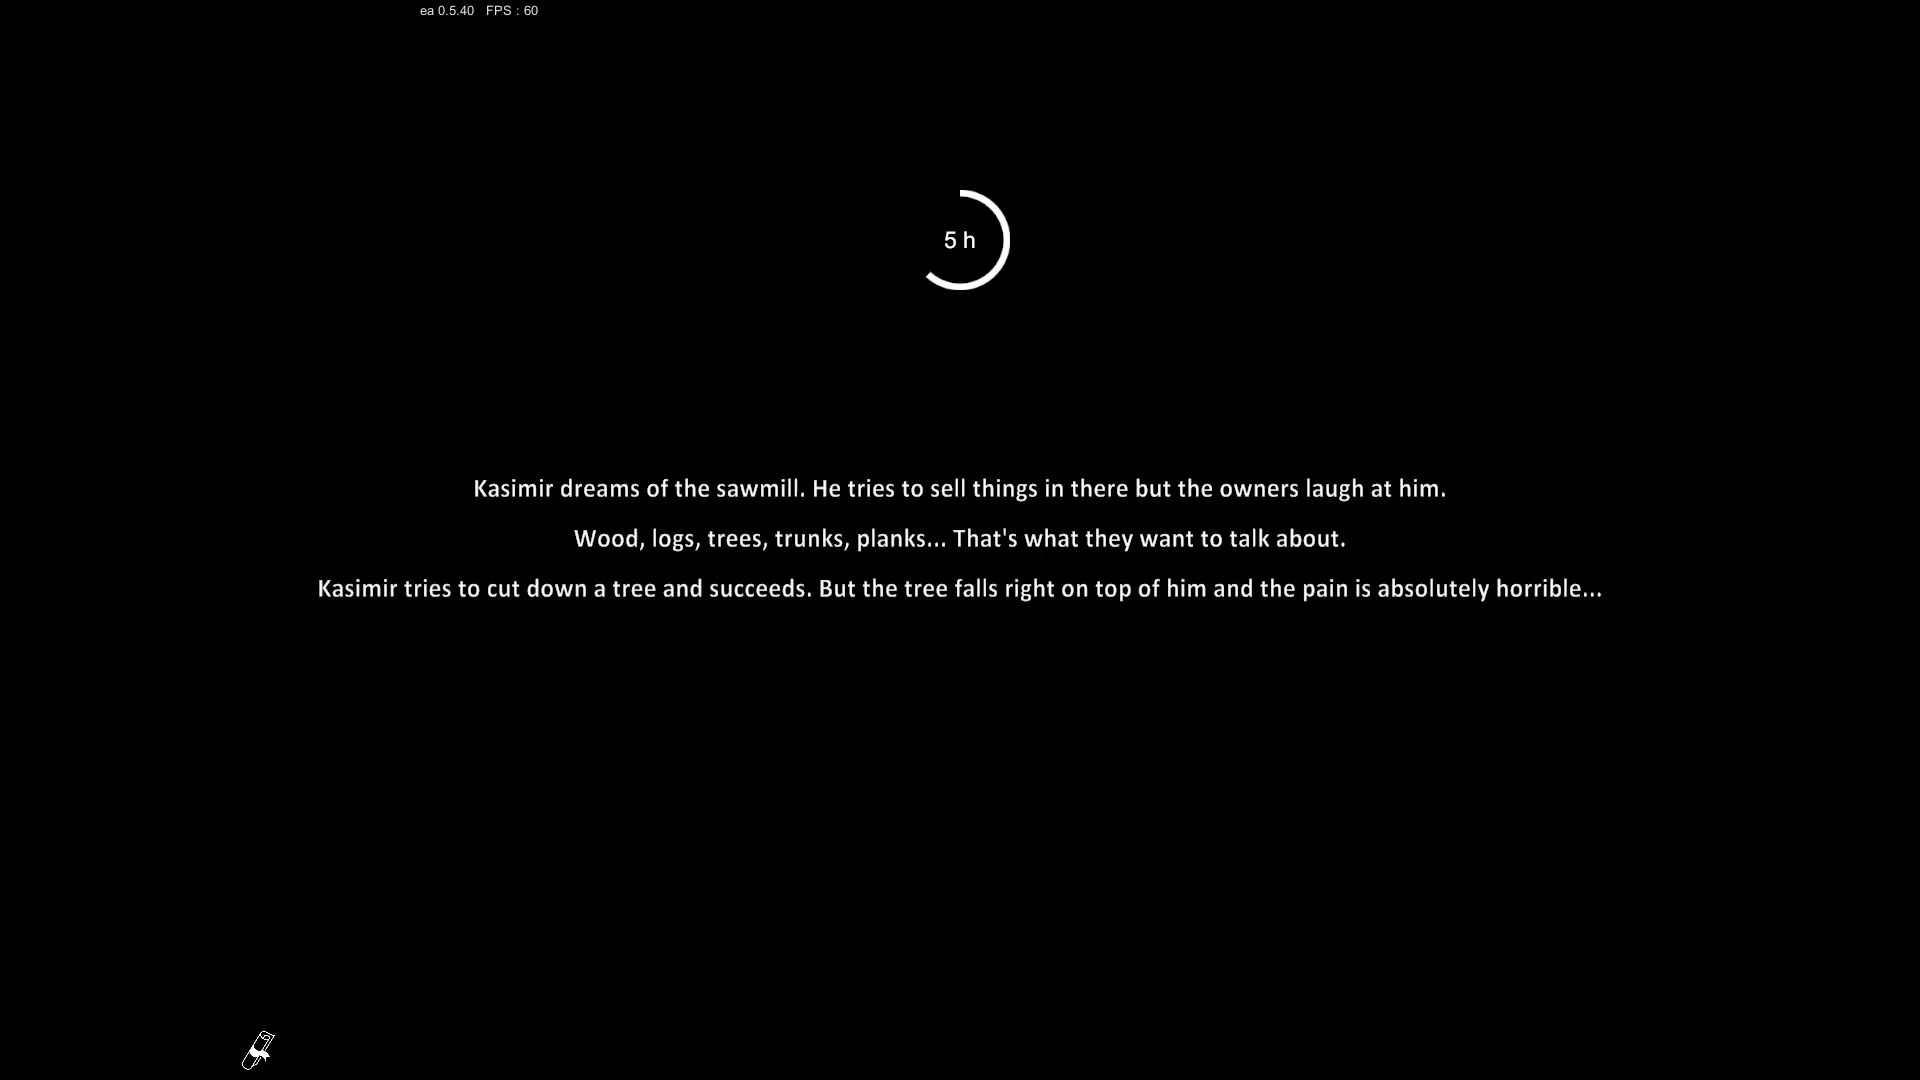 ea 0.5.40 FPS : 60
5 h
Kasimir dreams of the sawmill. He tries to sell things in there but the owners laugh at him.
Wood, logs, trees, trunks, planks... That's what they want to talk about.
Kasimir tries to cut down a tree and succeeds. But the tree falls right on top of him and the pain is absolutely horrible...